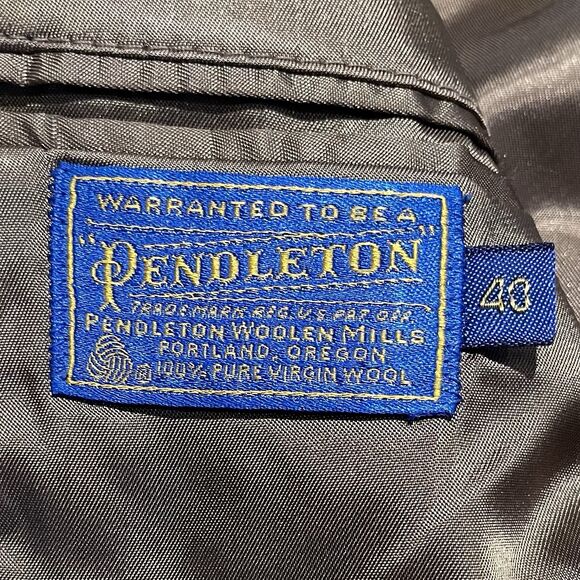 WARRANTED TO BE A
"PENDLETON"
TRADE MARK REG. U.S. PAT. OFF.
PENDLETON WOOLEN MILLS
PORTLAND, OREGON
® 100% PURE VIRGIN WOOL
40